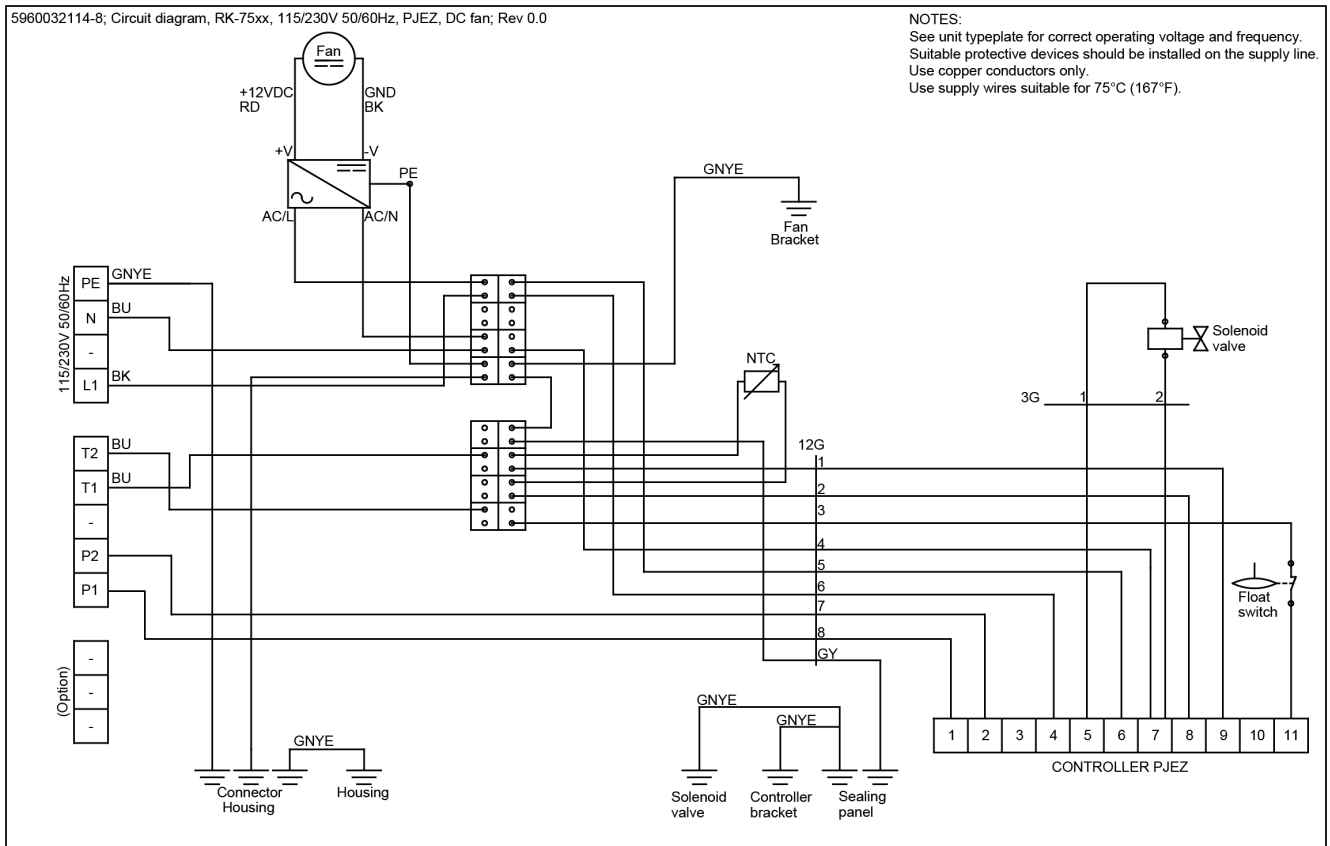 5960032114-8; Circuit diagram, RK-75xx, 115/230V 50/60Hz, PJEZ, DC fan; Rev 0.0
NOTES:
See unit typeplate for correct operating voltage and frequency.
Suitable protective devices should be installed on the supply line.
Use copper conductors only.
Use supply wires suitable for 75°C (167°F).
Fan
+12VDC
RD
GND
BK
+V
-V
PE
AC/L
AC/N
GNYE
Fan
Bracket
115/230V 50/60Hz
PE
GNYE
N
BU
-
L1
BK
Solenoid
valve
3G
1
2
NTC
T2
BU
T1
BU
-
P2
P1
12G
1
2
3
4
5
6
7
8
GY
Float
switch
(Option)
-
-
-
GNYE
Connector
Housing
Housing
GNYE
GNYE
Solenoid
valve
Controller
bracket
Sealing
panel
1 2 3 4 5 6 7 8 9 10 11
CONTROLLER PJEZ